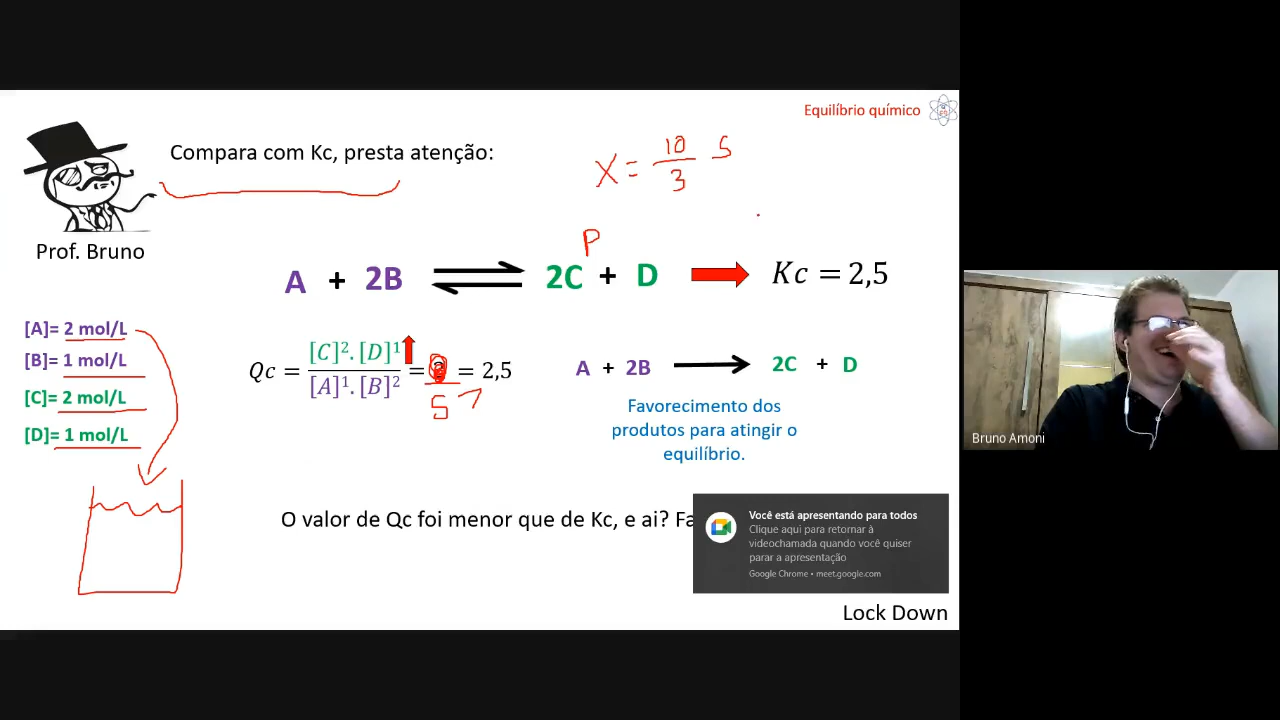 Equilíbrio químico
Compara com Kc, presta atenção:
X = 10/3 5
Prof. Bruno
P
A + 2B ⇌ 2C + D Kc = 2,5
[A]= 2 mol/L
[B]= 1 mol/L
[C]= 2 mol/L
[D]= 1 mol/L
Qc = [C]². [D]¹ / [A]¹. [B]² = / 5 = 2,5
A + 2B → 2C + D
Favorecimento dos
produtos para atingir o
equilíbrio.
O valor de Qc foi menor que de Kc, e ai? Fa
Você está apresentando para todos
Clique aqui para retornar à
videochamada quando você quiser
parar a apresentação
Google Chrome • meet.google.com
Lock Down
Bruno Amoni